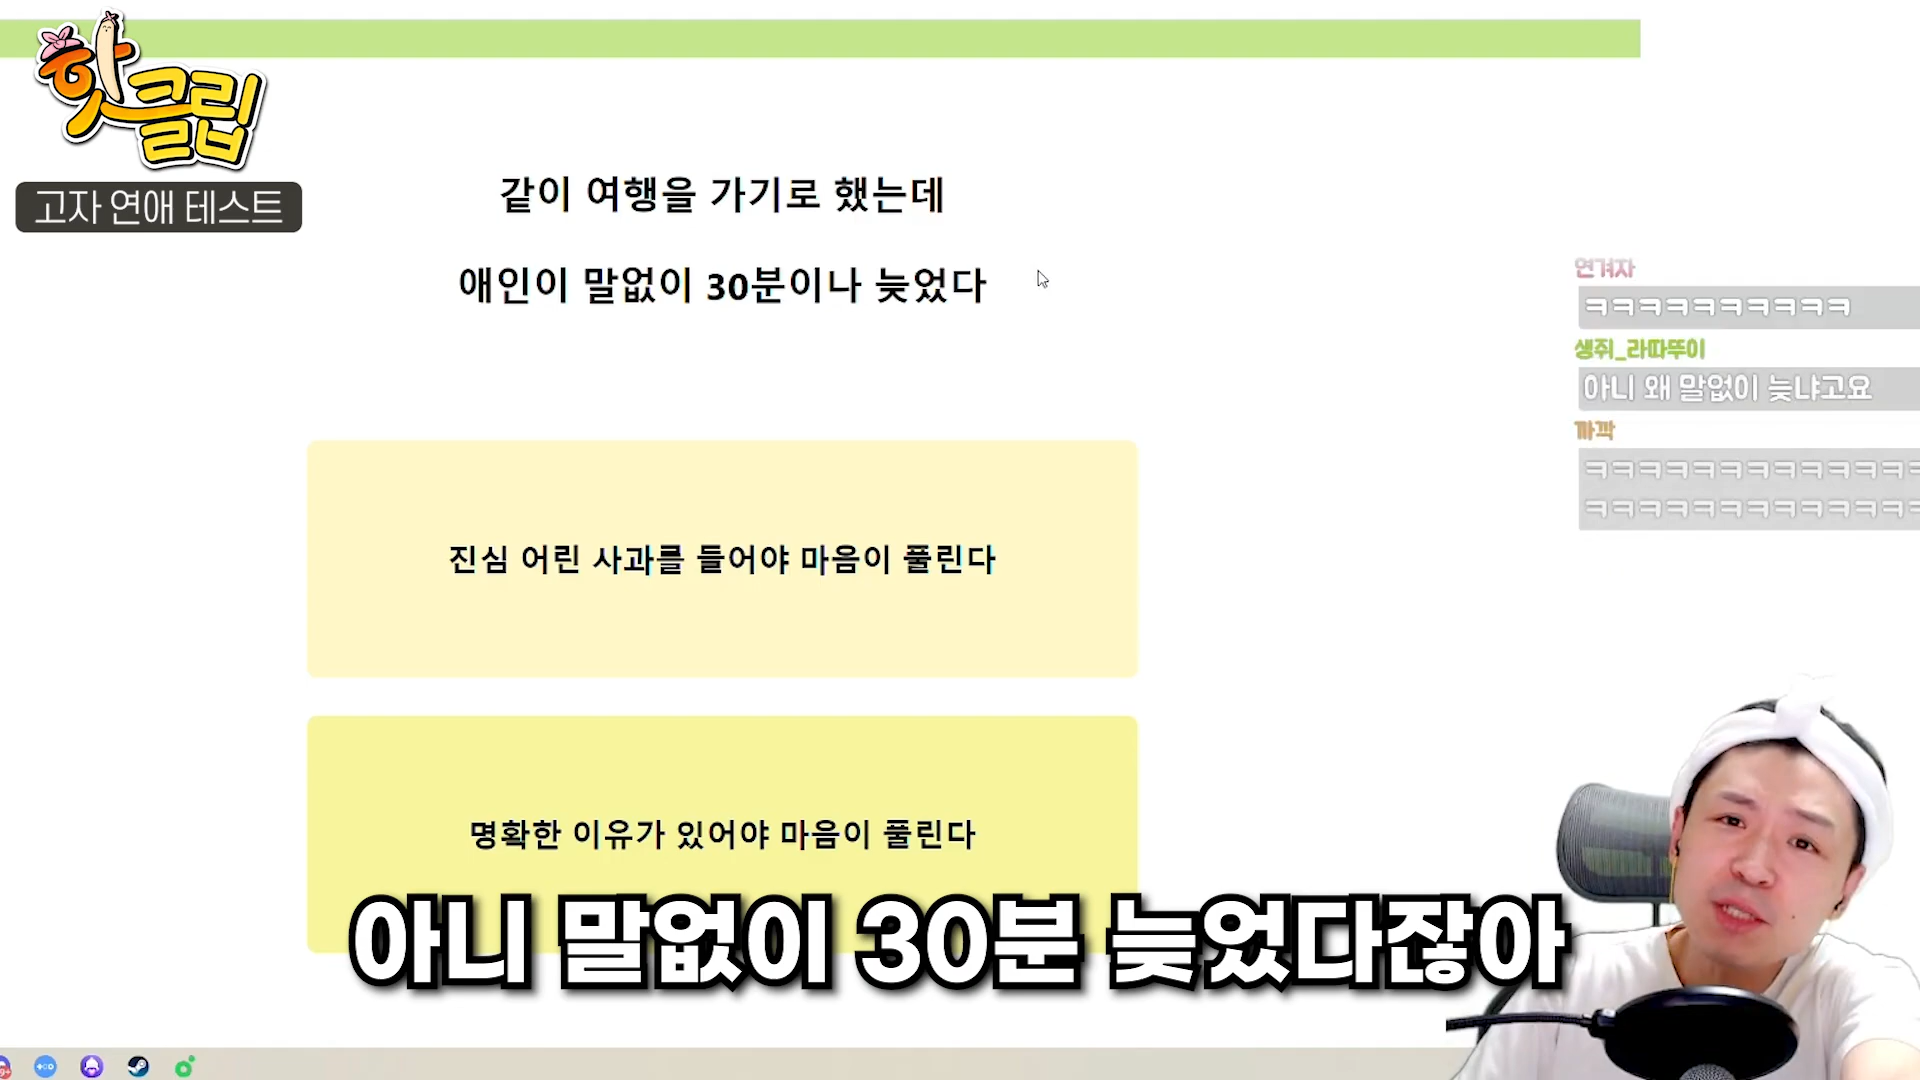 핫클립
고자 연애 테스트
같이 여행을 가기로 했는데
애인이 말없이 30분이나 늦었다
진심 어린 사과를 들어야 마음이 풀린다
명확한 이유가 있어야 마음이 풀린다
연겨자
ㅋㅋㅋㅋㅋㅋㅋㅋㅋㅋ
생쥐_라따뚜이
아니 왜 말없이 늦냐고요
까깍
ㅋㅋㅋㅋㅋㅋㅋㅋㅋㅋㅋㅋㅋ
ㅋㅋㅋㅋㅋㅋㅋㅋㅋㅋㅋㅋㅋ
아니 말없이 30분 늦었다잖아